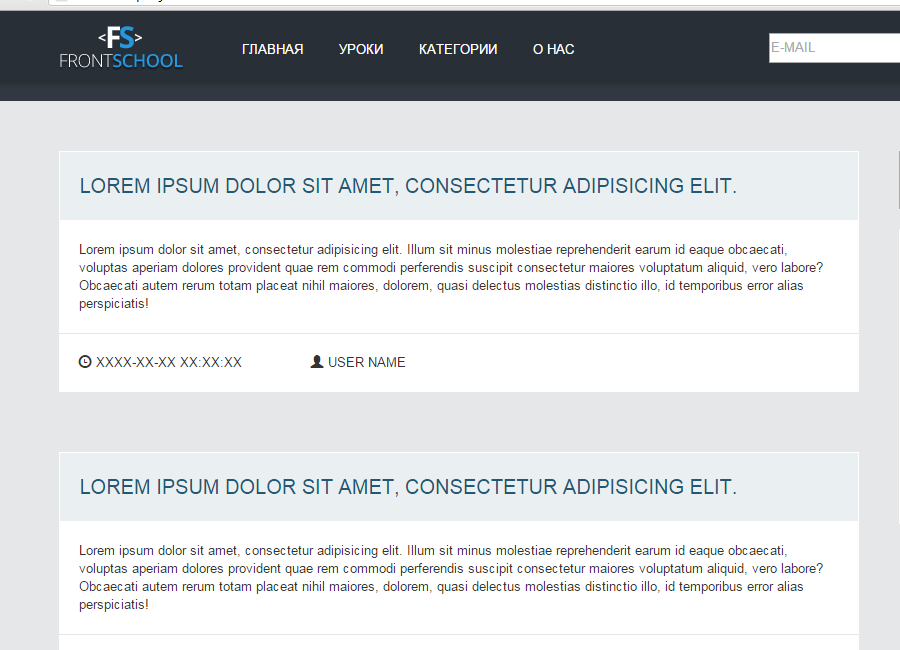 <FS>
FRONTSCHOOL
ГЛАВНАЯ УРОКИ КАТЕГОРИИ О НАС
E-MAIL
LOREM IPSUM DOLOR SIT AMET, CONSECTETUR ADIPISICING ELIT.
Lorem ipsum dolor sit amet, consectetur adipisicing elit. Illum sit minus molestiae reprehenderit earum id eaque obcaecati,
voluptas aperiam dolores provident quae rem commodi perferendis suscipit consectetur maiores voluptatum aliquid, vero labore?
Obcaecati autem rerum totam placeat nihil maiores, dolorem, quasi delectus molestias distinctio illo, id temporibus error alias
perspiciatis!
XXXX-XX-XX XX:XX:XX USER NAME
LOREM IPSUM DOLOR SIT AMET, CONSECTETUR ADIPISICING ELIT.
Lorem ipsum dolor sit amet, consectetur adipisicing elit. Illum sit minus molestiae reprehenderit earum id eaque obcaecati,
voluptas aperiam dolores provident quae rem commodi perferendis suscipit consectetur maiores voluptatum aliquid, vero labore?
Obcaecati autem rerum totam placeat nihil maiores, dolorem, quasi delectus molestias distinctio illo, id temporibus error alias
perspiciatis!